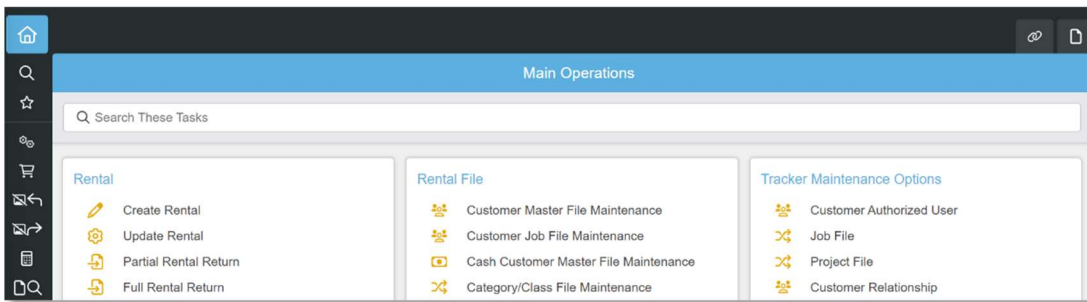 Main Operations
Search These Tasks
Rental
Create Rental
Update Rental
Partial Rental Return
Full Rental Return
Rental File
Customer Master File Maintenance
Customer Job File Maintenance
Cash Customer Master File Maintenance
Category/Class File Maintenance
Tracker Maintenance Options
Customer Authorized User
Job File
Project File
Customer Relationship